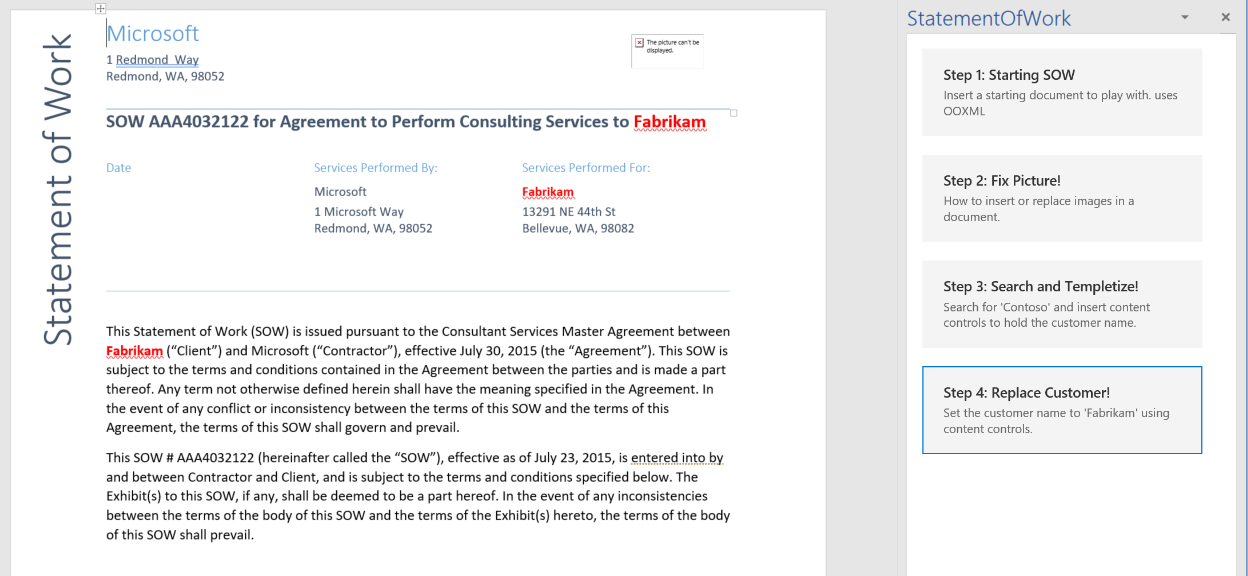 Statement of Work
Microsoft
1 Redmond Way
Redmond, WA, 98052
The picture can't be
displayed.
SOW AAA4032122 for Agreement to Perform Consulting Services to Fabrikam
Date
Services Performed By:
Microsoft
1 Microsoft Way
Redmond, WA, 98052
Services Performed For:
Fabrikam
13291 NE 44th St
Bellevue, WA, 98082
This Statement of Work (SOW) is issued pursuant to the Consultant Services Master Agreement between
Fabrikam (“Client”) and Microsoft (“Contractor”), effective July 30, 2015 (the “Agreement”). This SOW is
subject to the terms and conditions contained in the Agreement between the parties and is made a part
thereof. Any term not otherwise defined herein shall have the meaning specified in the Agreement. In
the event of any conflict or inconsistency between the terms of this SOW and the terms of this
Agreement, the terms of this SOW shall govern and prevail.
This SOW # AAA4032122 (hereinafter called the “SOW”), effective as of July 23, 2015, is entered into by
and between Contractor and Client, and is subject to the terms and conditions specified below. The
Exhibit(s) to this SOW, if any, shall be deemed to be a part hereof. In the event of any inconsistencies
between the terms of the body of this SOW and the terms of the Exhibit(s) hereto, the terms of the body
of this SOW shall prevail.
StatementOfWork
Step 1: Starting SOW
Insert a starting document to play with. uses
OOXML
Step 2: Fix Picture!
How to insert or replace images in a
document.
Step 3: Search and Templetize!
Search for 'Contoso' and insert content
controls to hold the customer name.
Step 4: Replace Customer!
Set the customer name to 'Fabrikam' using
content controls.